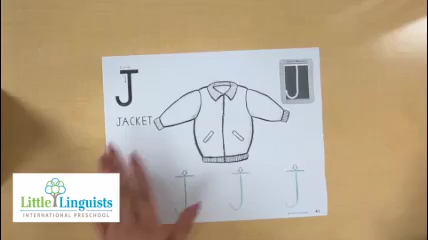 J
JACKET
J
J J J
Little Linguists
INTERNATIONAL PRESCHOOL